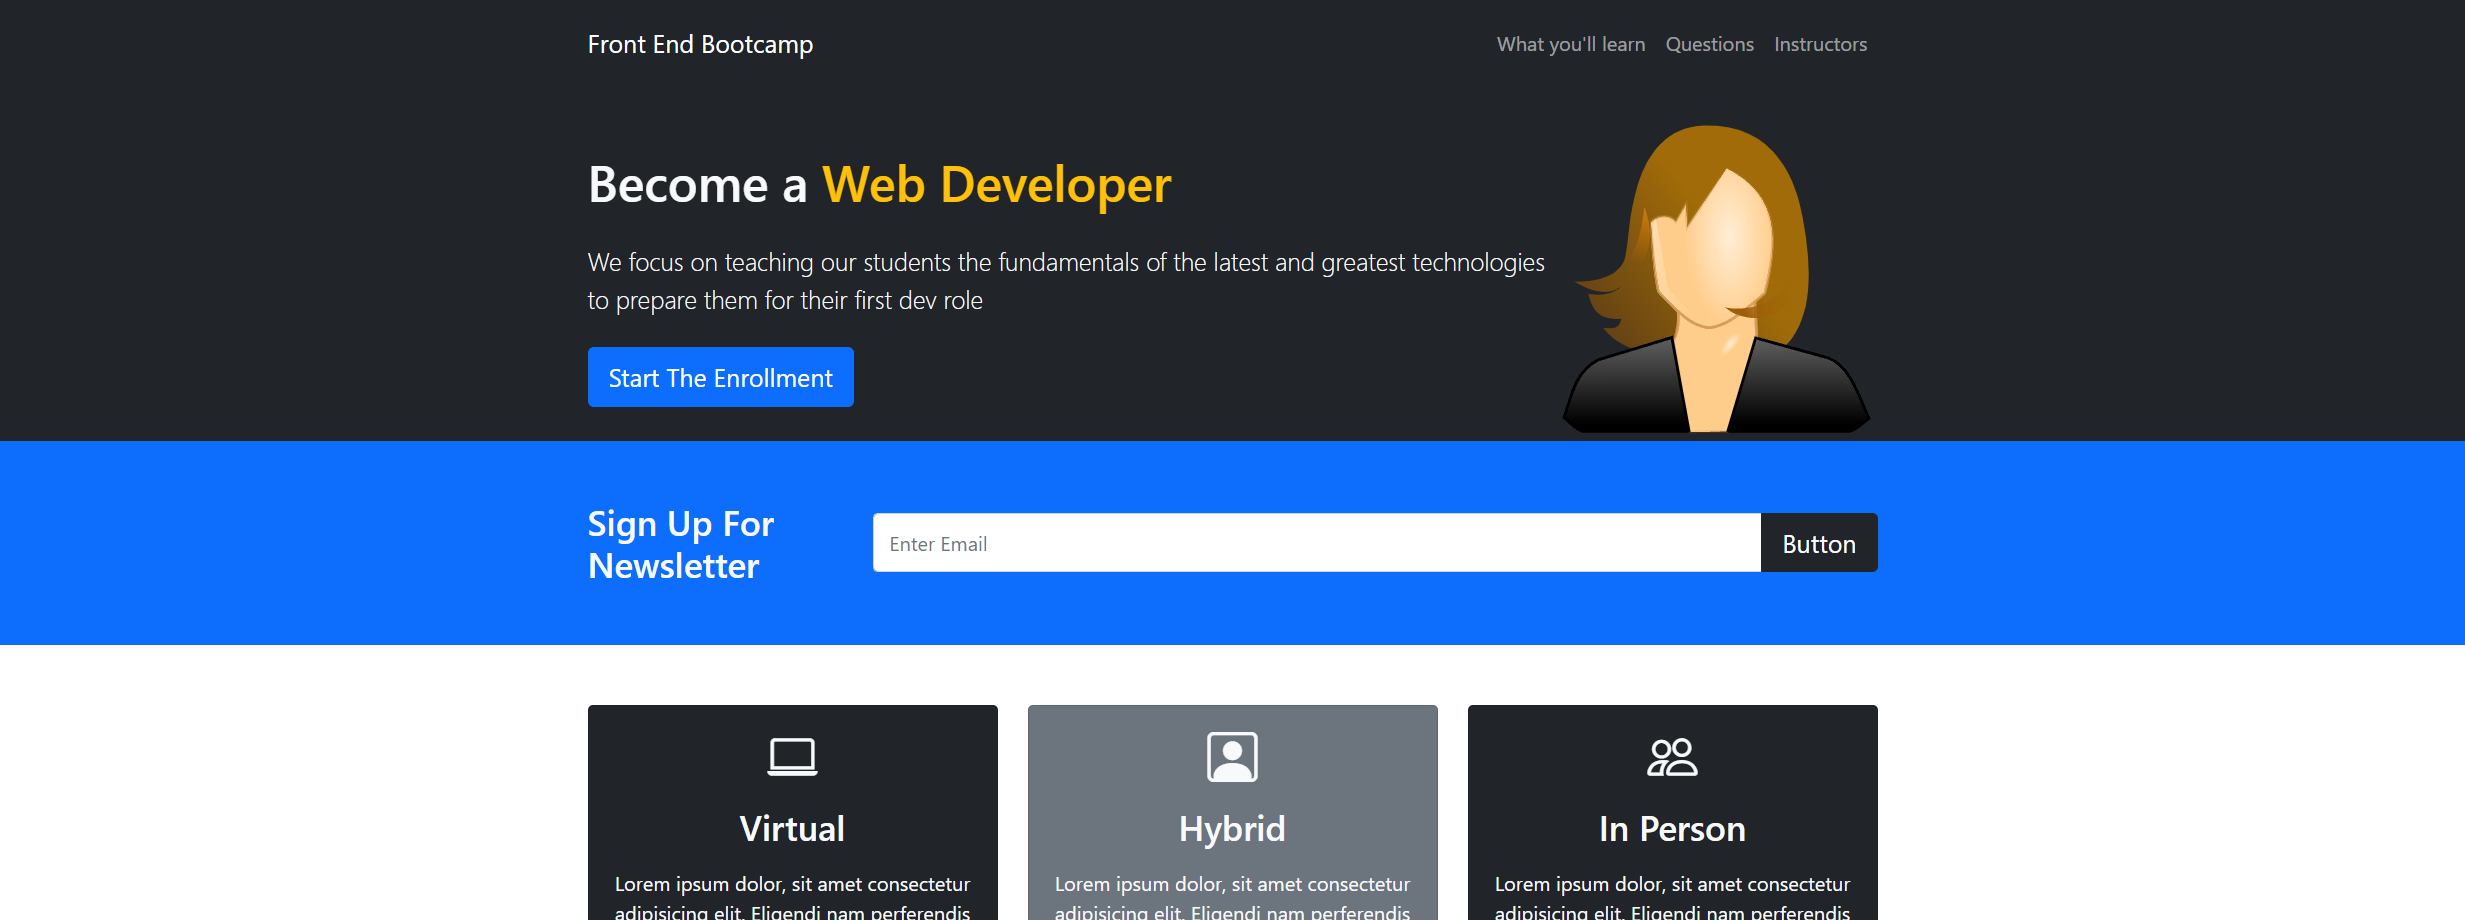 Front End Bootcamp
What you'll learn Questions Instructors
Become a Web Developer
We focus on teaching our students the fundamentals of the latest and greatest technologies
to prepare them for their first dev role
Start The Enrollment
Sign Up For
Newsletter
Enter Email
Button
Virtual
Lorem ipsum dolor, sit amet consectetur
adipisicing elit. Eligendi nam perferendis
Hybrid
Lorem ipsum dolor, sit amet consectetur
adipisicing elit. Eligendi nam perferendis
In Person
Lorem ipsum dolor, sit amet consectetur
adipisicing elit. Eligendi nam perferendis